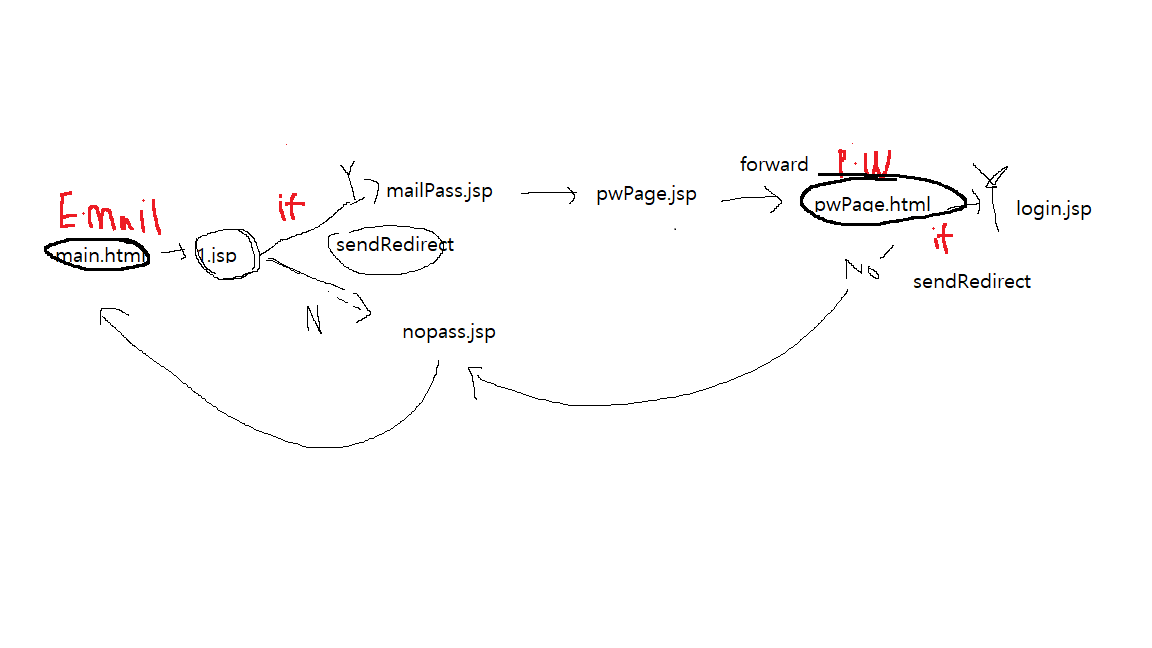 forward P.W
Y mailPass.jsp
pwPage.jsp
pwPage.html
Y
login.jsp
E.mail
if
main.html
1.jsp
sendRedirect
if
No
sendRedirect
N
nopass.jsp